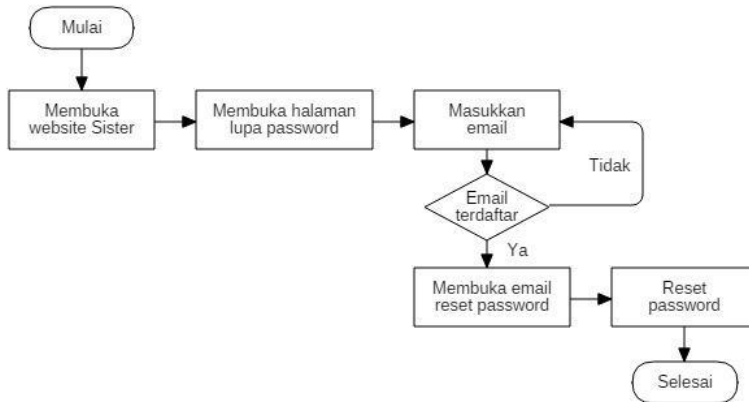 Mulai
Membuka
website Sister
Membuka halaman
lupa password
Masukkan
email
Tidak
Email
terdaftar
Ya
Membuka email
reset password
Reset
password
Selesai